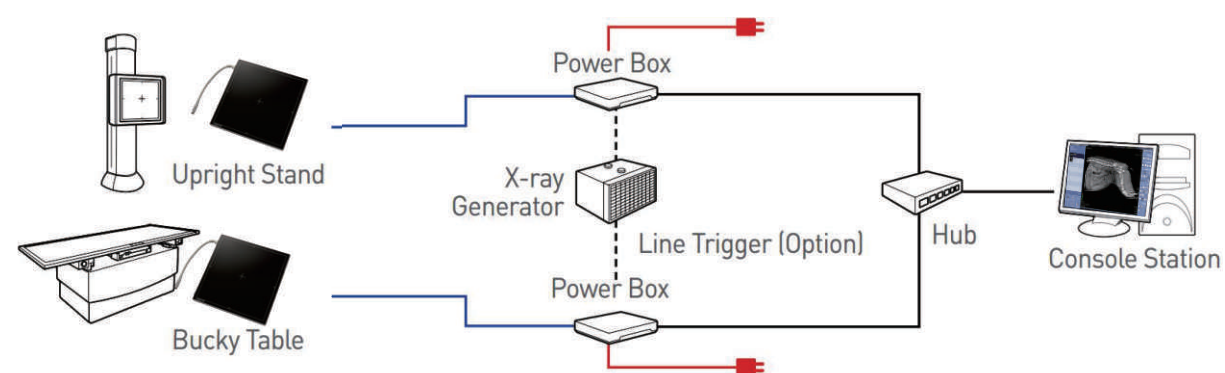 Power Box
Upright Stand
X-ray
Generator
Line Trigger (Option)
Hub
Console Station
Power Box
Bucky Table